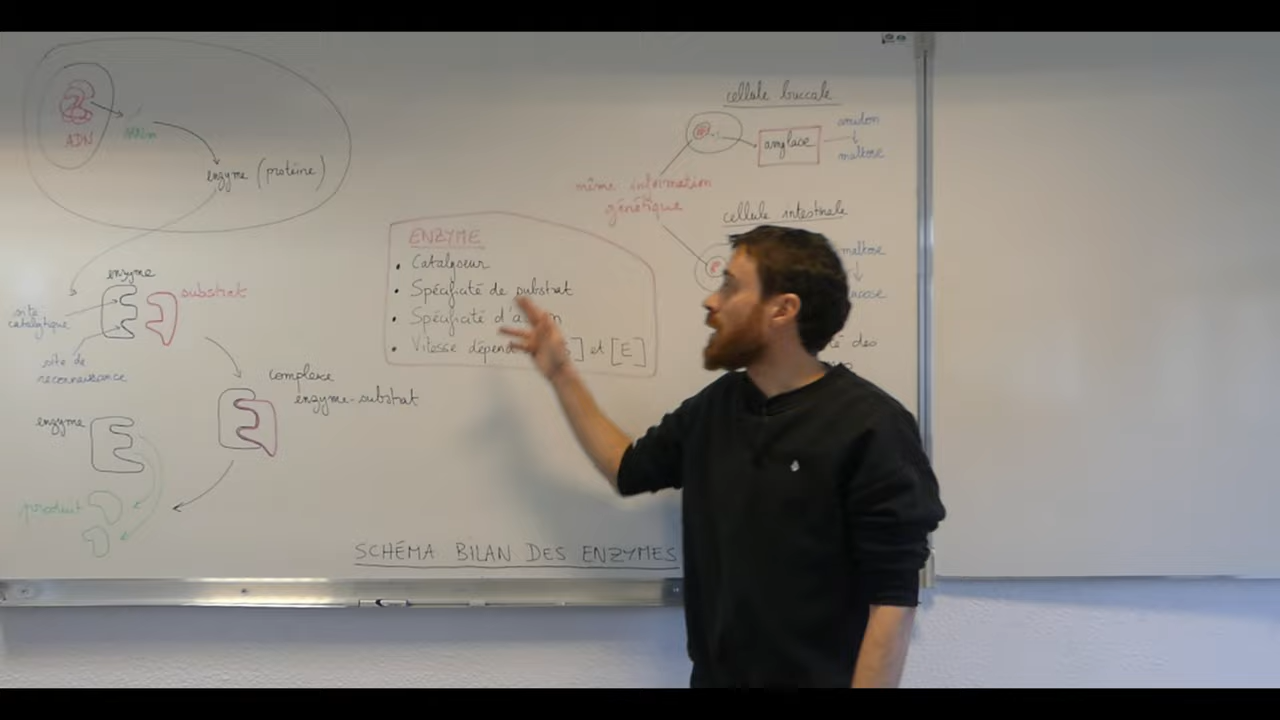 ADN
ARNm
enzyme (protéine)
enzyme
substrat
site
catalytique
site de
reconnaissance
complexe
enzyme-substrat
enzyme
produit
ENZYME
• Catalyseur
• Spécificité de substrat
• Spécificité d'a
• Vitesse dépend ] et [E]
SCHÉMA BILAN DES ENZYMES
cellule buccale
amylase
amidon
maltose
même information
génétique
cellule intestinale
maltose
des